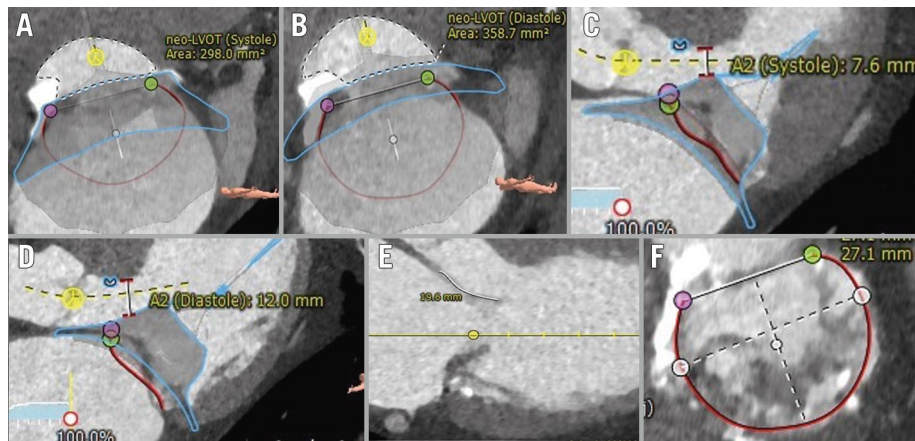 A
neo-LVOT (Systole)
Area: 298.0 mm²
B
neo-LVOT (Diastole)
Area: 358.7 mm²
C
A2 (Systole): 7.6 mm
100.0%
D
A2 (Diastole): 12.0 mm
100.0%
E
19.6 mm
F
27.1 mm